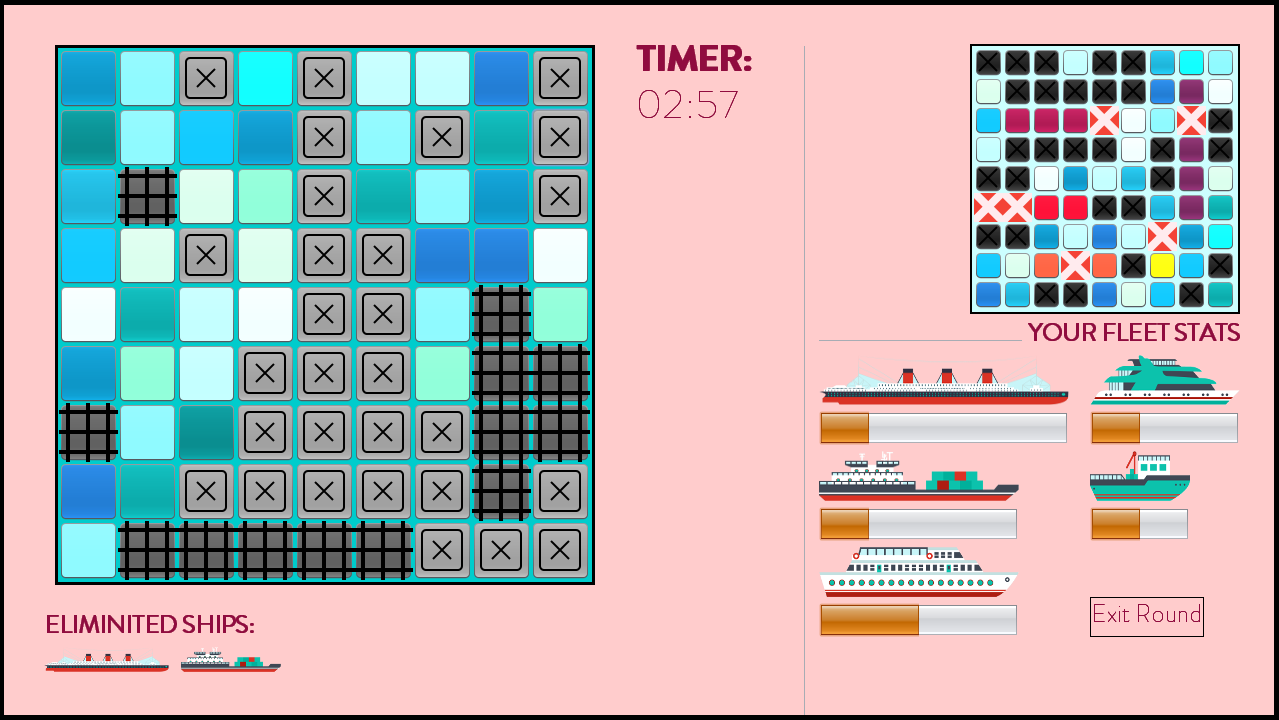 TIMER:
02:57
YOUR FLEET STATS
Exit Round
ELIMINITED SHIPS: